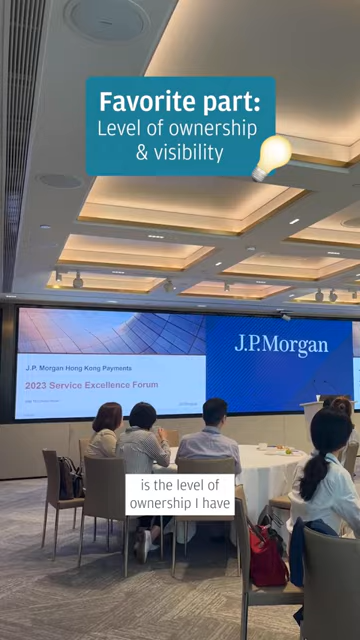 Favorite part:
Level of ownership
& visibility
J.P. Morgan Hong Kong Payments
2023 Service Excellence Forum
J.P.Morgan
is the level of
ownership I have